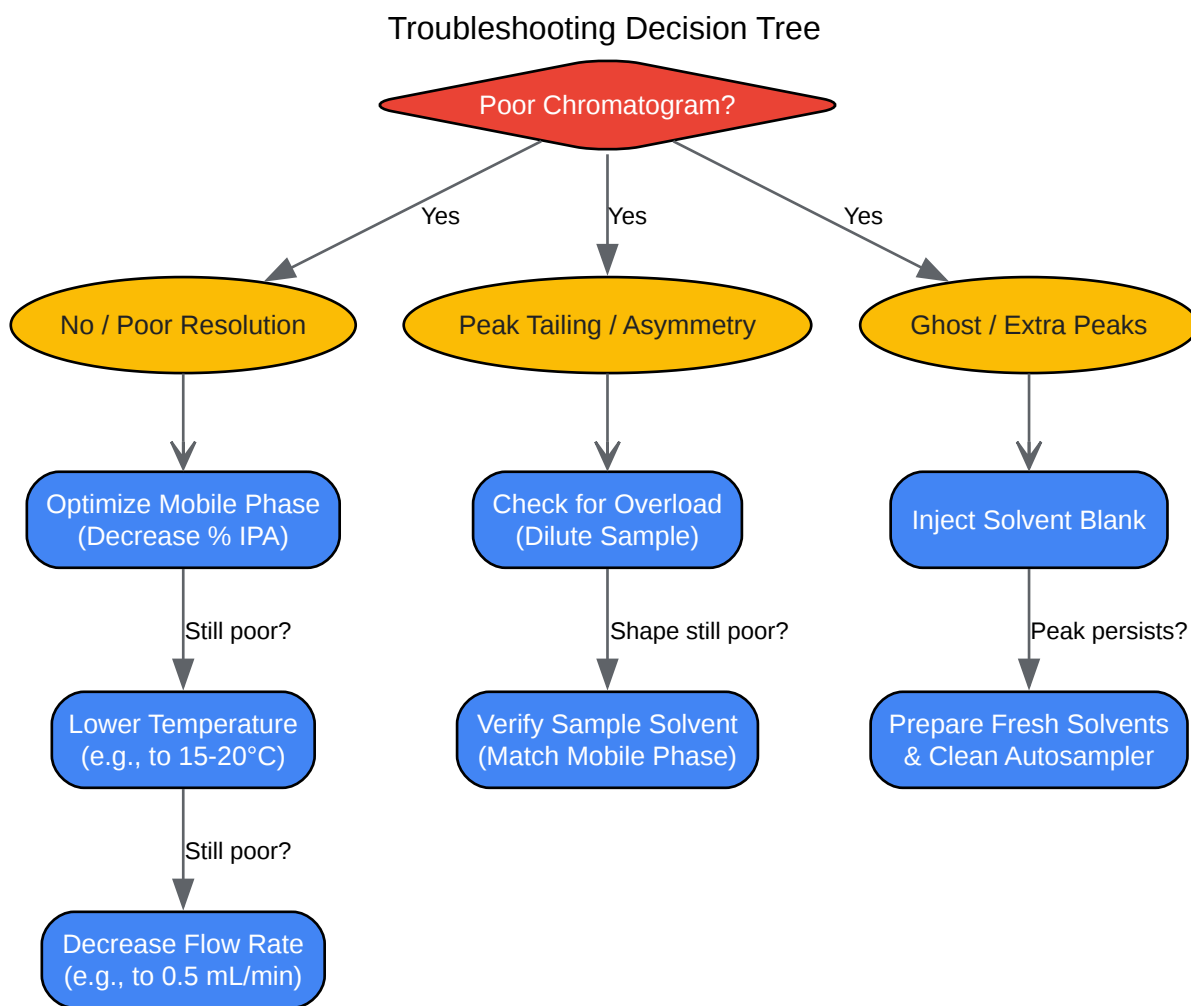 Troubleshooting Decision Tree
Poor Chromatogram?
Yes
Yes
Yes
No / Poor Resolution
Peak Tailing / Asymmetry
Ghost / Extra Peaks
Optimize Mobile Phase
(Decrease % IPA)
Check for Overload
(Dilute Sample)
Inject Solvent Blank
Still poor?
Shape still poor?
Peak persists?
Lower Temperature
(e.g., to 15-20°C)
Verify Sample Solvent
(Match Mobile Phase)
Prepare Fresh Solvents
& Clean Autosampler
Still poor?
Decrease Flow Rate
(e.g., to 0.5 mL/min)